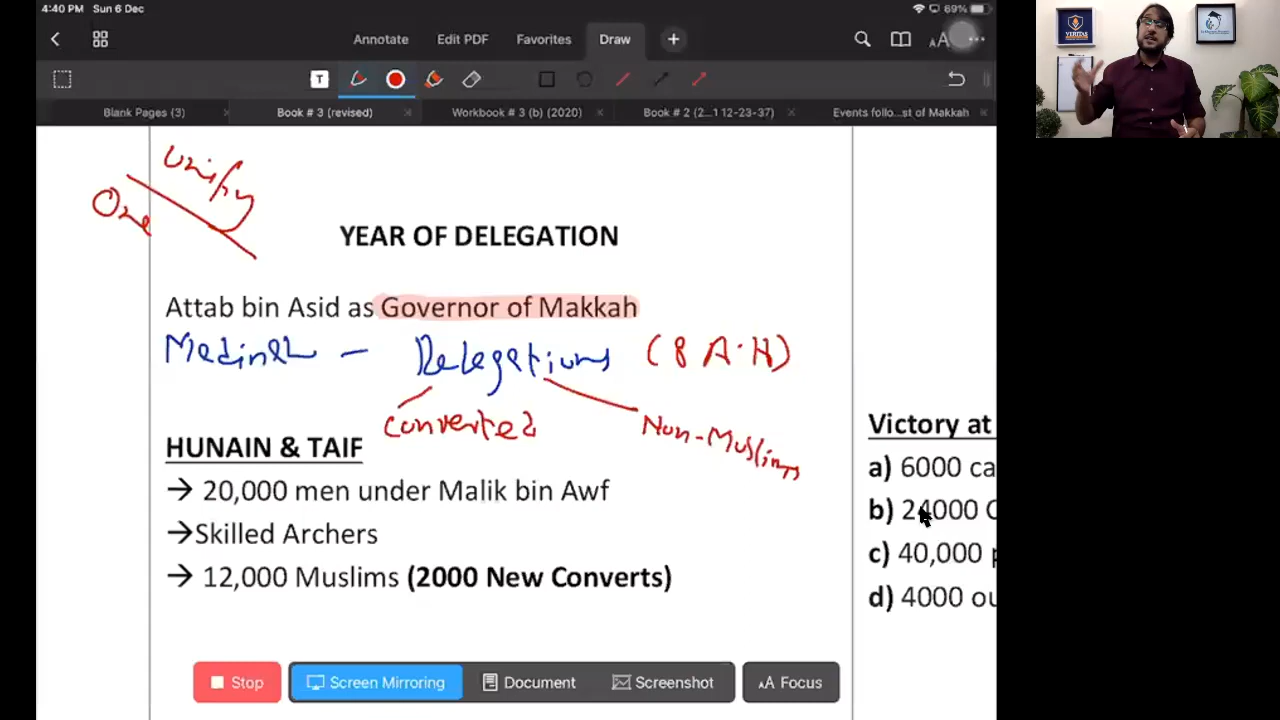 4:40 PM Sun 6 Dec 69%
Annotate Edit PDF Favorites Draw
Blank Pages (3) Book # 3 (revised) Workbook # 3 (b) (2020) Book # 2 (2...1 12-23-37) Events follo...st of Makkah
Unify
One
YEAR OF DELEGATION
Attab bin Asid as Governor of Makkah
Medinah - Delegations (8 A.H)
Converted
Non-Muslims
HUNAIN & TAIF
→ 20,000 men under Malik bin Awf
→Skilled Archers
→ 12,000 Muslims (2000 New Converts)
Victory at
a) 6000 ca
b) 24000
c) 40,000 p
d) 4000 ou
Stop Screen Mirroring Document Screenshot AA Focus
VERITAS